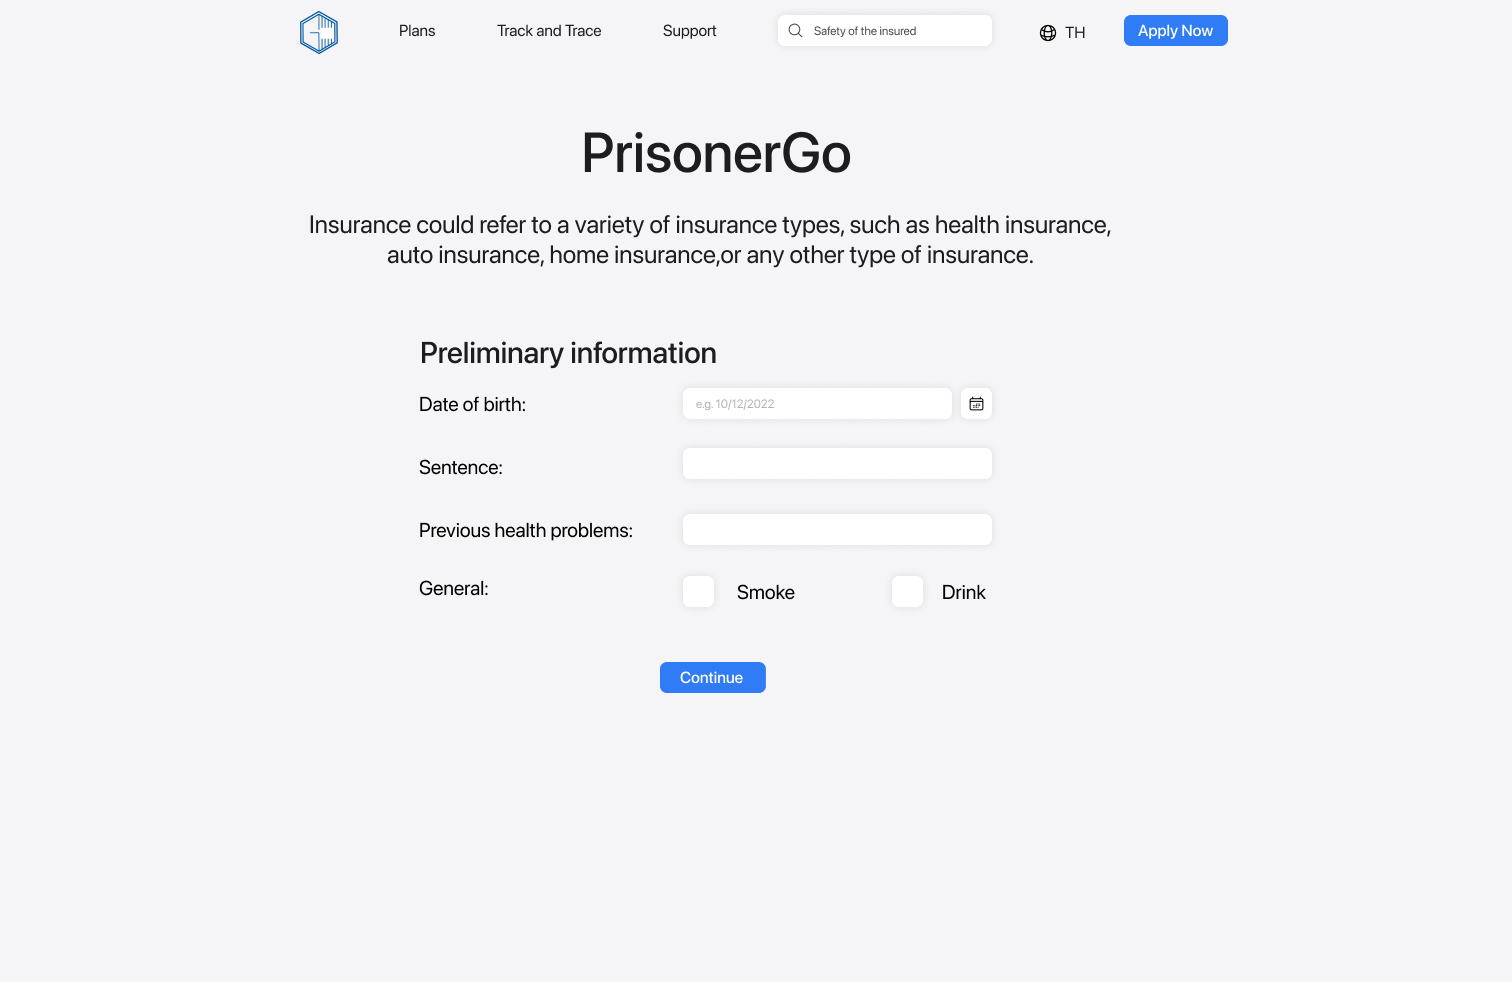 Plans
Track and Trace
Support
Safety of the insured
TH
Apply Now
PrisonerGo
Insurance could refer to a variety of insurance types, such as health insurance,
auto insurance, home insurance,or any other type of insurance.
Preliminary information
Date of birth:
e.g. 10/12/2022
Sentence:
Previous health problems:
General:
Smoke
Drink
Continue